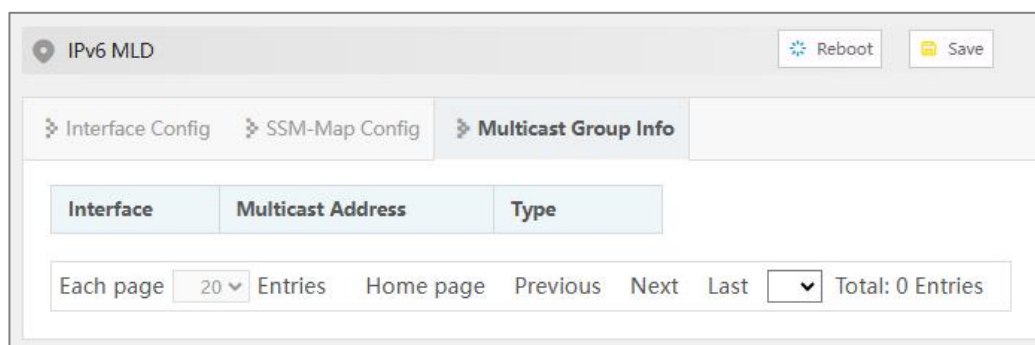 IPv6 MLD Reboot Save
Interface Config SSM-Map Config Multicast Group Info
Interface Multicast Address Type
Each page 20 Entries Home page Previous Next Last Total: 0 Entries